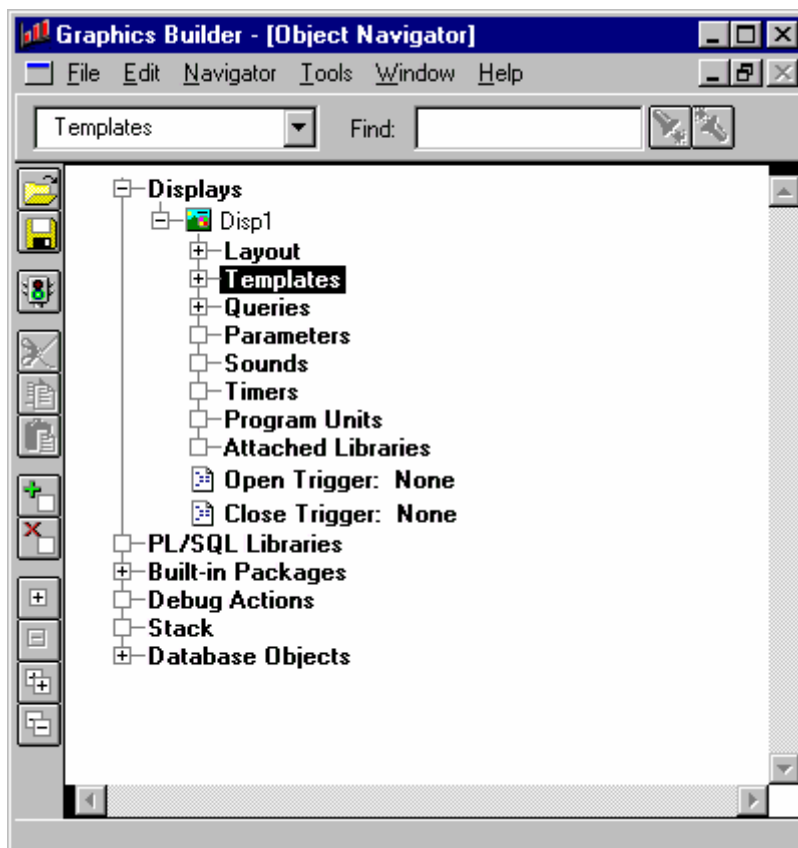 Graphics Builder - [Object Navigator]
File Edit Navigator Tools Window Help
Templates Find:
Displays
Disp1
Layout
Templates
Queries
Parameters
Sounds
Timers
Program Units
Attached Libraries
Open Trigger: None
Close Trigger: None
PL/SQL Libraries
Built-in Packages
Debug Actions
Stack
Database Objects